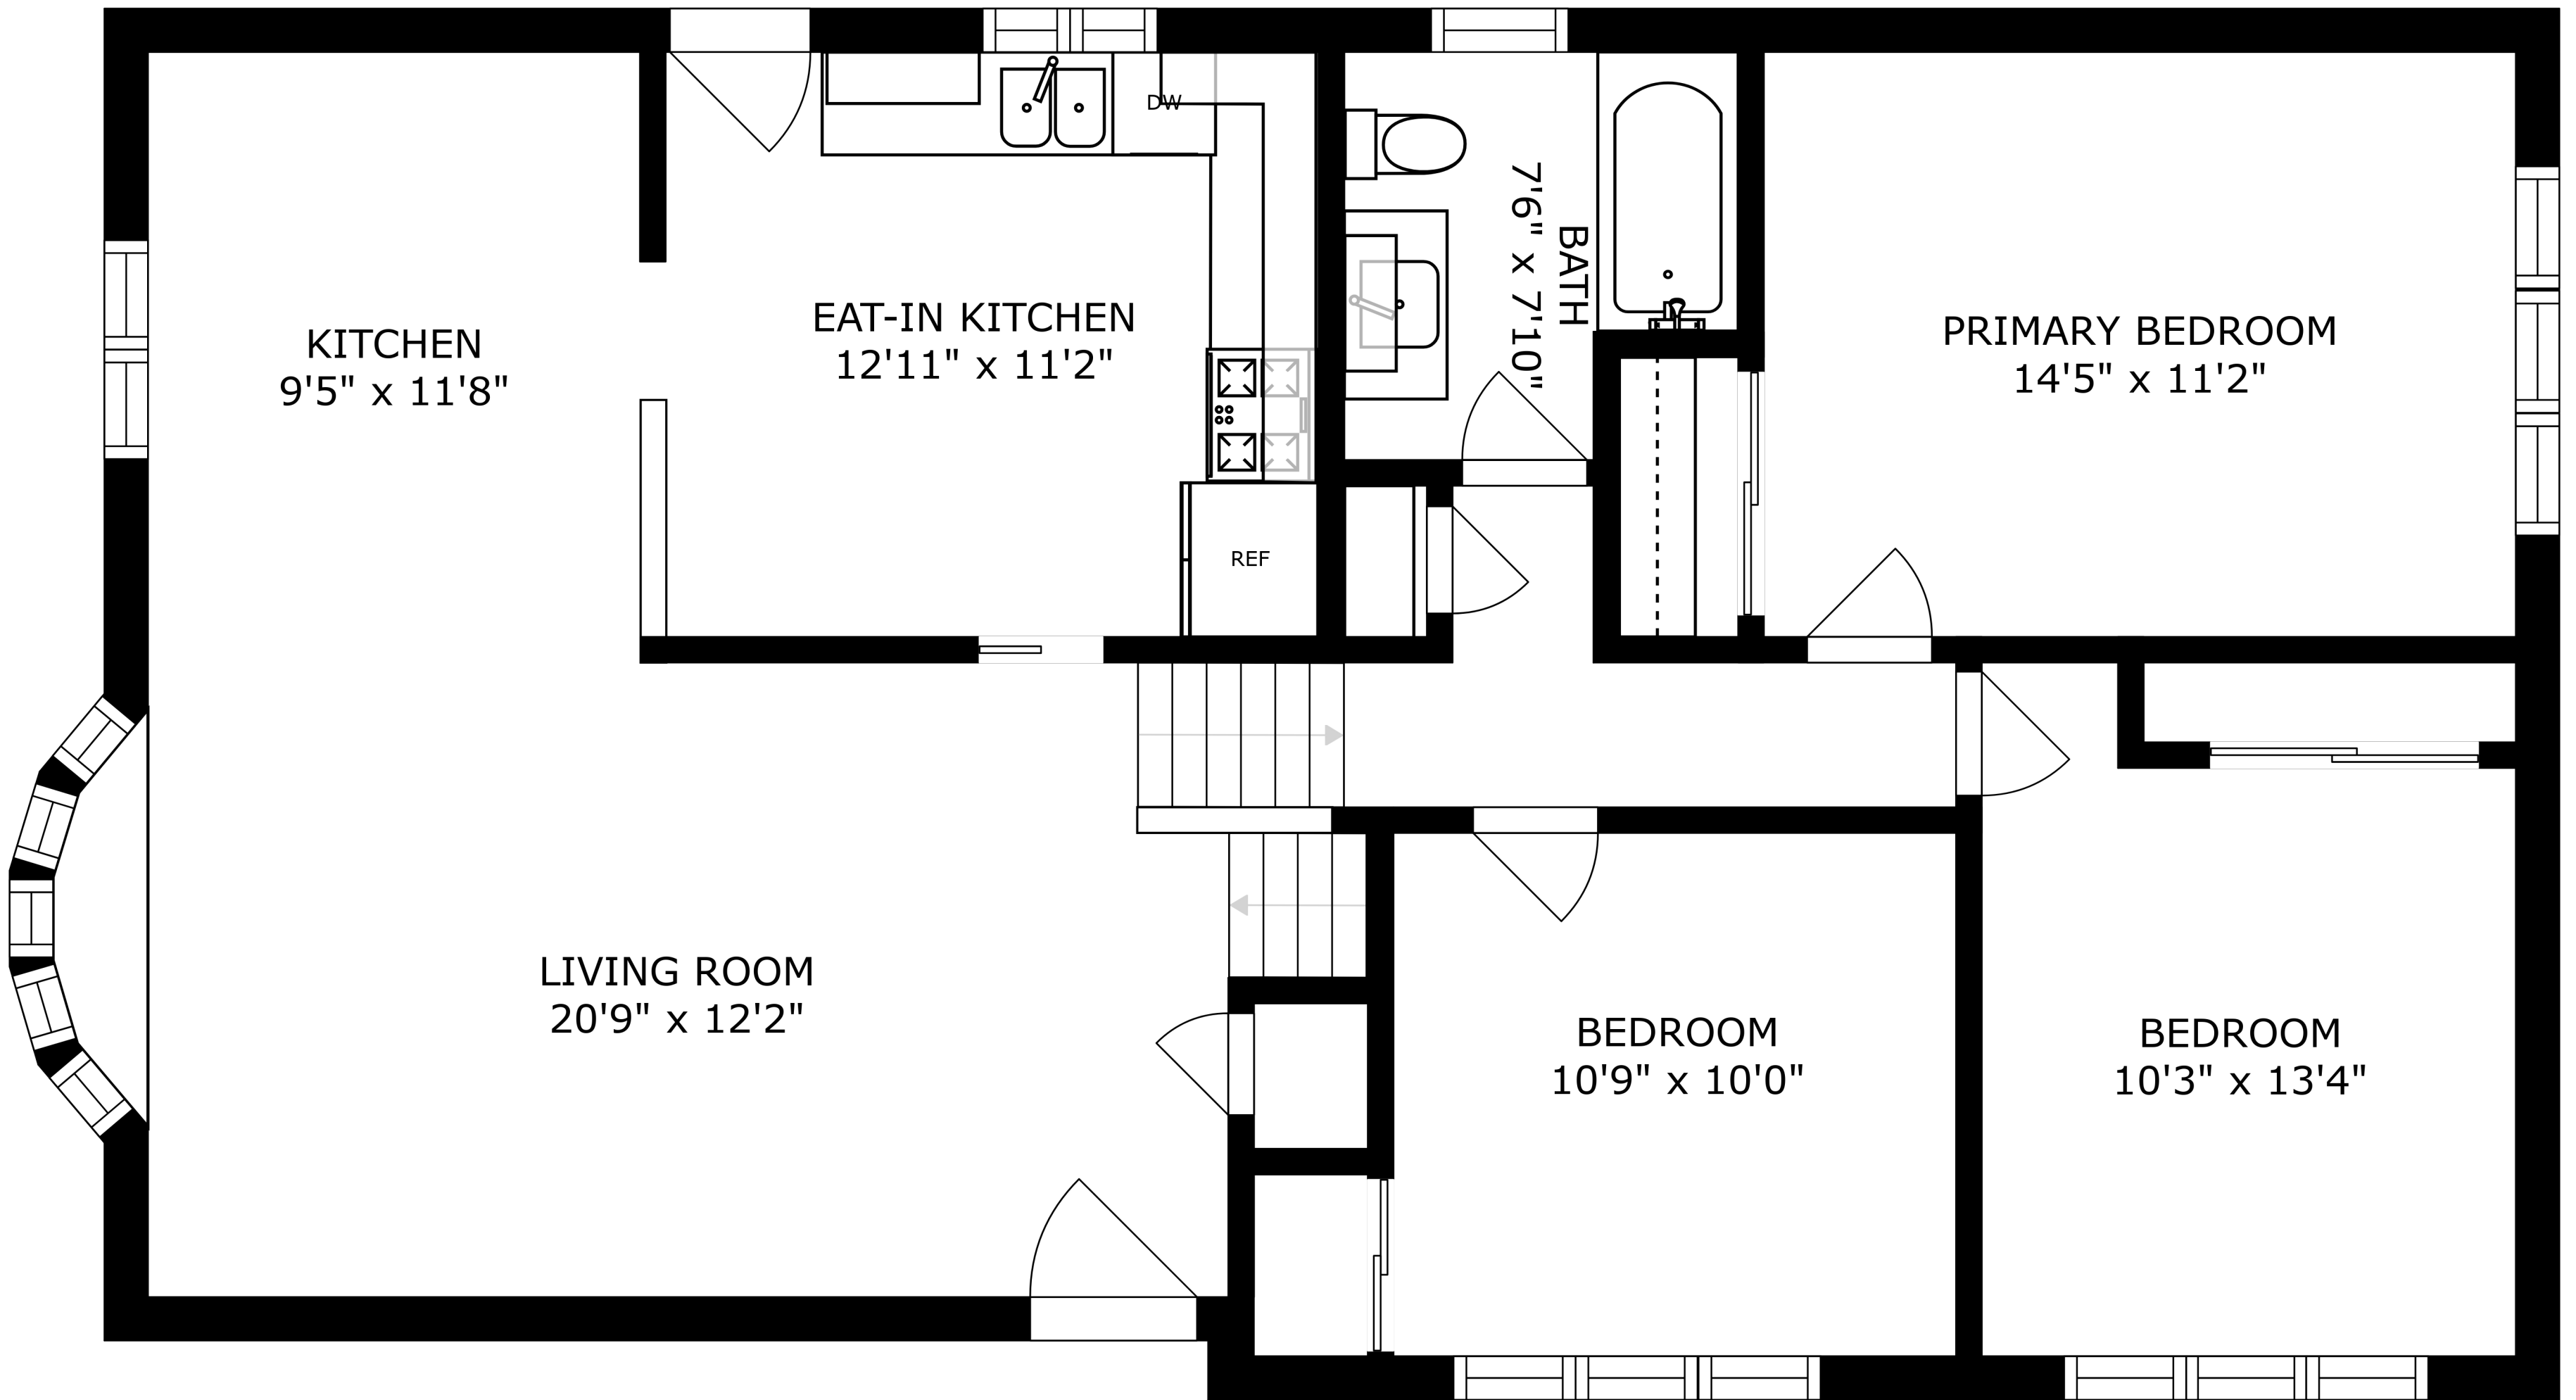 KITCHEN
9'5" x 11'8"
EAT-IN KITCHEN
12'11" x 11'2"
DW
REF
BATH
7'6" x 7'10"
PRIMARY BEDROOM
14'5" x 11'2"
LIVING ROOM
20'9" x 12'2"
BEDROOM
10'9" x 10'0"
BEDROOM
10'3" x 13'4"